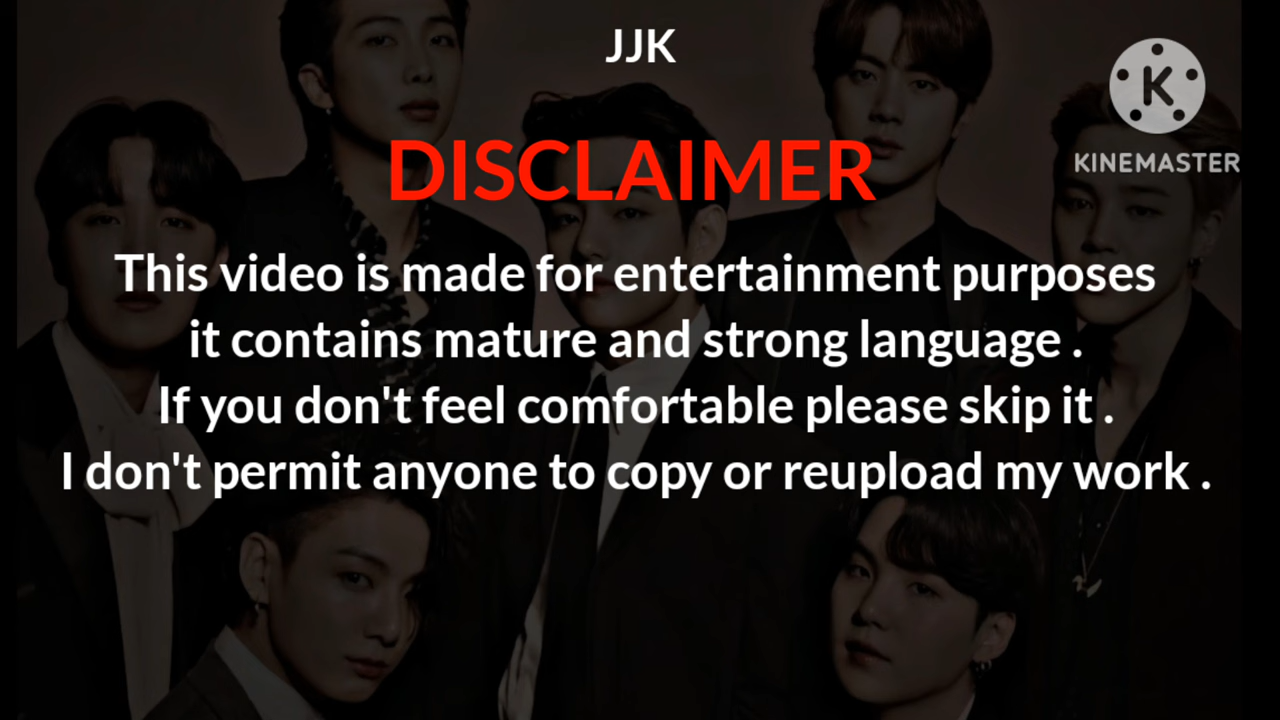 JJK
K
KINEMASTER
DISCLAIMER
This video is made for entertainment purposes
it contains mature and strong language .
If you don't feel comfortable please skip it .
I don't permit anyone to copy or reupload my work .